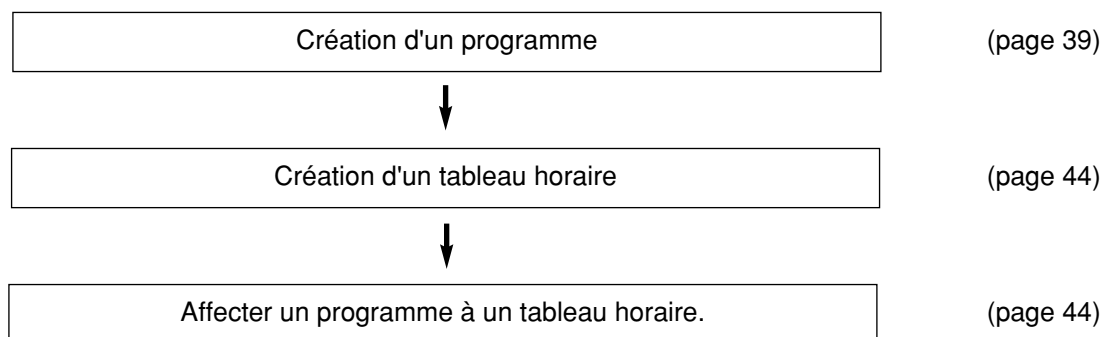 Création d'un programme (page 39)
Création d'un tableau horaire (page 44)
Affecter un programme à un tableau horaire. (page 44)